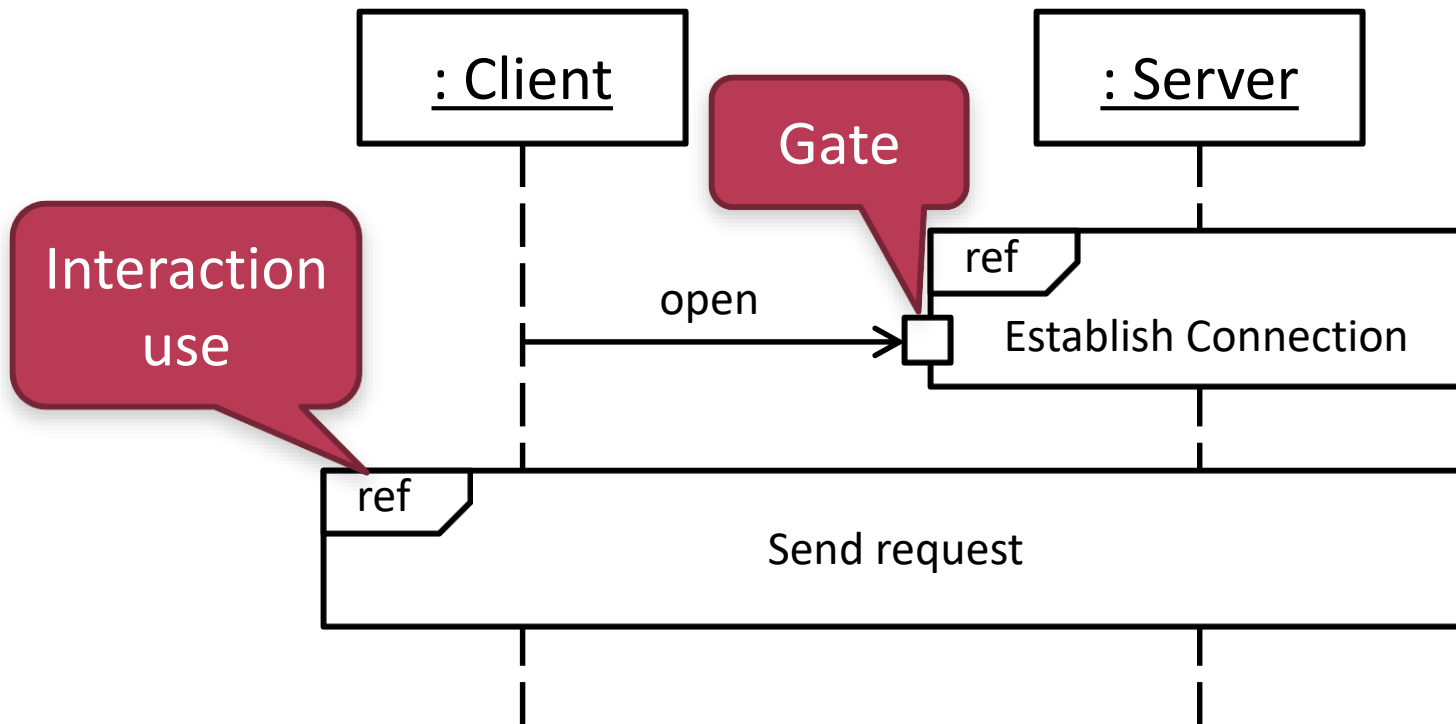 : Client
: Server
Gate
Interaction
use
ref
open
Establish Connection
ref
Send request